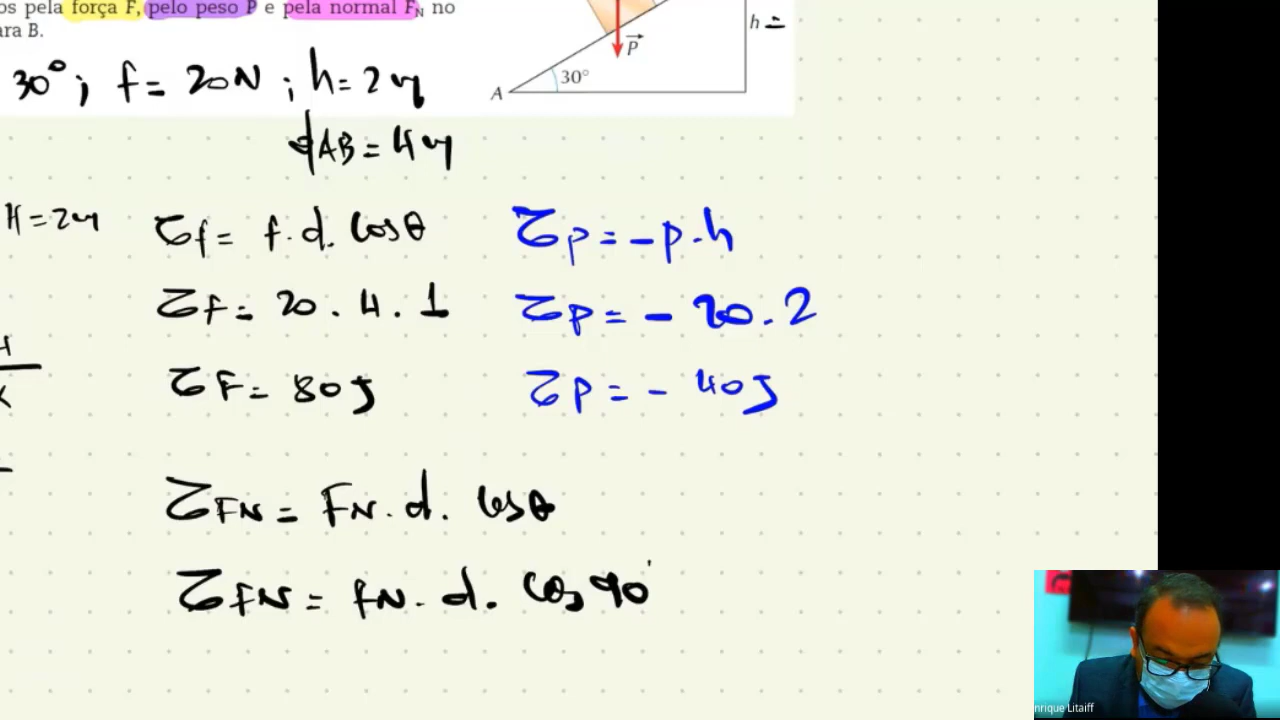 os pela força F, pelo peso P e pela normal F_N no
ara B.
h =
P
30°
A
30°; f = 20N; h = 2m
dAB = 4m
H = 2m
τf = f.d. cosθ
τf = 20.4.1
τF = 80J
τp = -p.h
τp = - 20.2
τp = - 40J
τFN = FN.d. cosθ
τFN = FN.d. cos 90°
nrique Litaiff